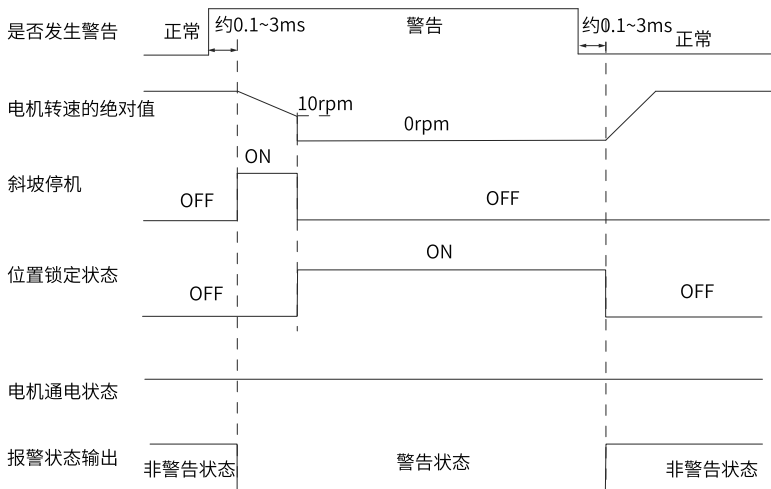 是否发生警告
正常
约0.1~3ms
警告
约0.1~3ms
正常
电机转速的绝对值
10rpm
0rpm
斜坡停机
OFF
ON
OFF
位置锁定状态
OFF
ON
OFF
电机通电状态
报警状态输出
非警告状态
警告状态
非警告状态